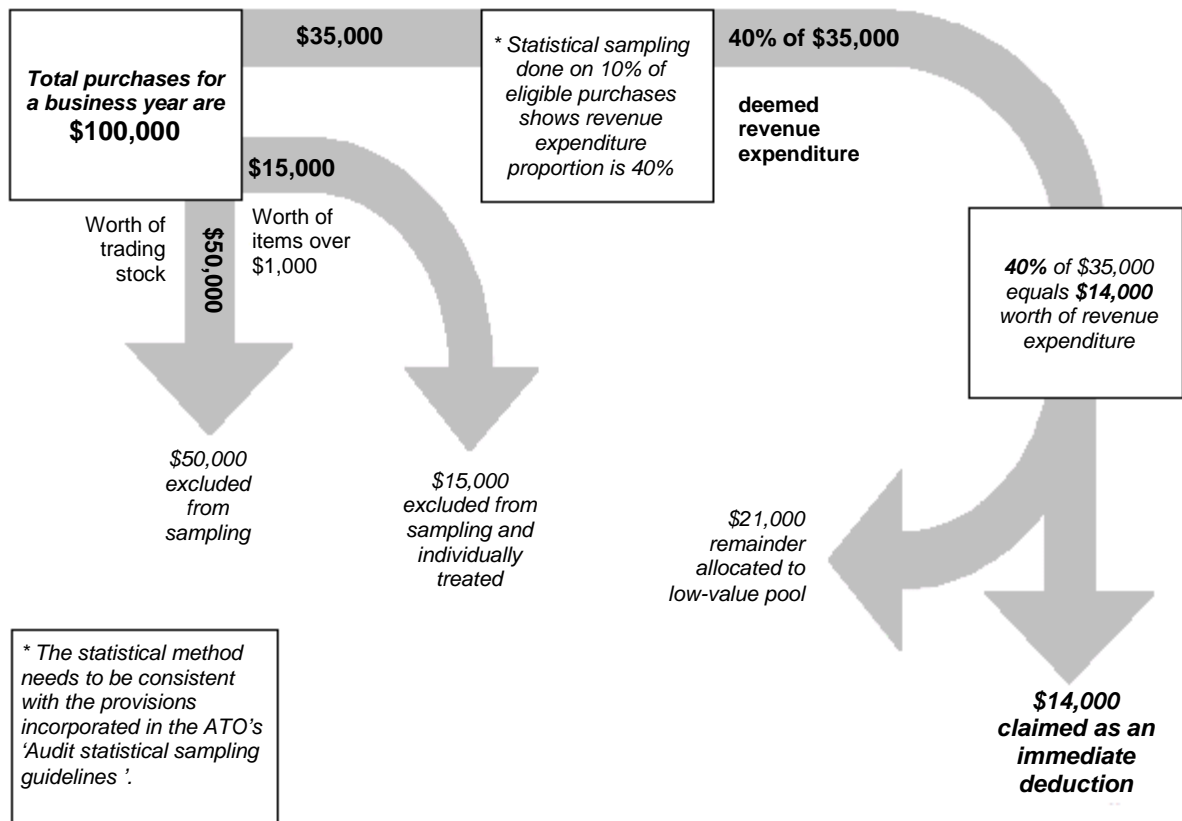 Total purchases for
a business year are
$100,000
$35,000
* Statistical sampling
done on 10% of
eligible purchases
shows revenue
expenditure
proportion is 40%
40% of $35,000
deemed
revenue
expenditure
$15,000
Worth of
trading
stock
$50,000
Worth of
items over
$1,000
40% of $35,000
equals $14,000
worth of revenue
expenditure
$50,000
excluded
from
sampling
$15,000
excluded from
sampling and
individually
treated
$21,000
remainder
allocated to
low-value pool
* The statistical method
needs to be consistent
with the provisions
incorporated in the ATO’s
‘Audit statistical sampling
guidelines ’.
$14,000
claimed as an
immediate
deduction